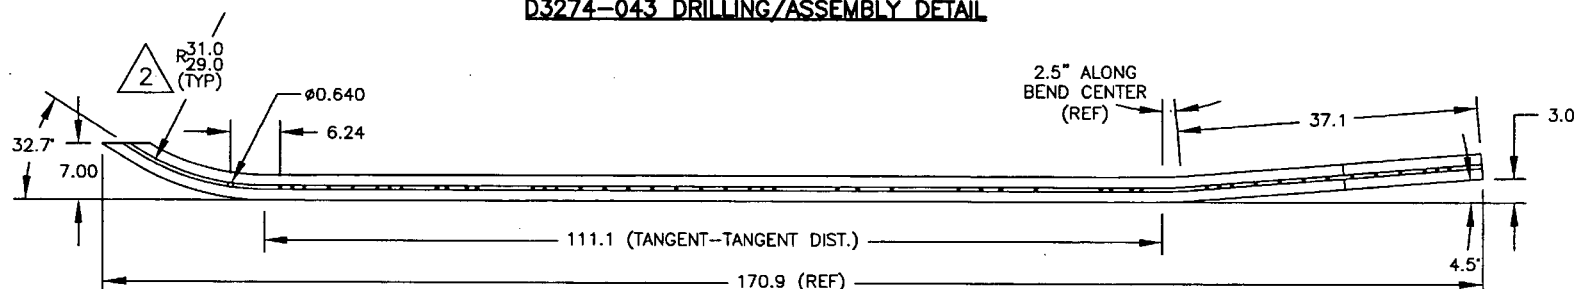 D3274-043 DRILLING/ASSEMBLY DETAIL
2
R31.0
29.0
(TYP)
ø0.640
6.24
32.7°
7.00
2.5" ALONG
BEND CENTER
(REF)
37.1
3.0
111.1 (TANGENT-TANGENT DIST.)
4.5°
170.9 (REF)